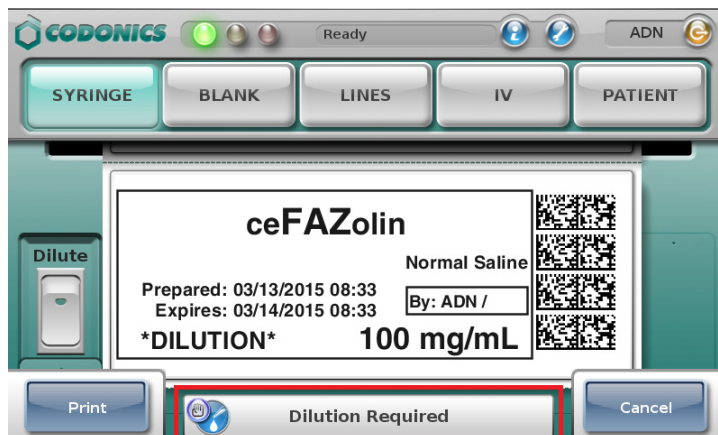 CODONICS Ready ADN
SYRINGE BLANK LINES IV PATIENT
ceFAZolin
Dilute
Normal Saline
Prepared: 03/13/2015 08:33
Expires: 03/14/2015 08:33
By: ADN /
*DILUTION* 100 mg/mL
Print Dilution Required Cancel